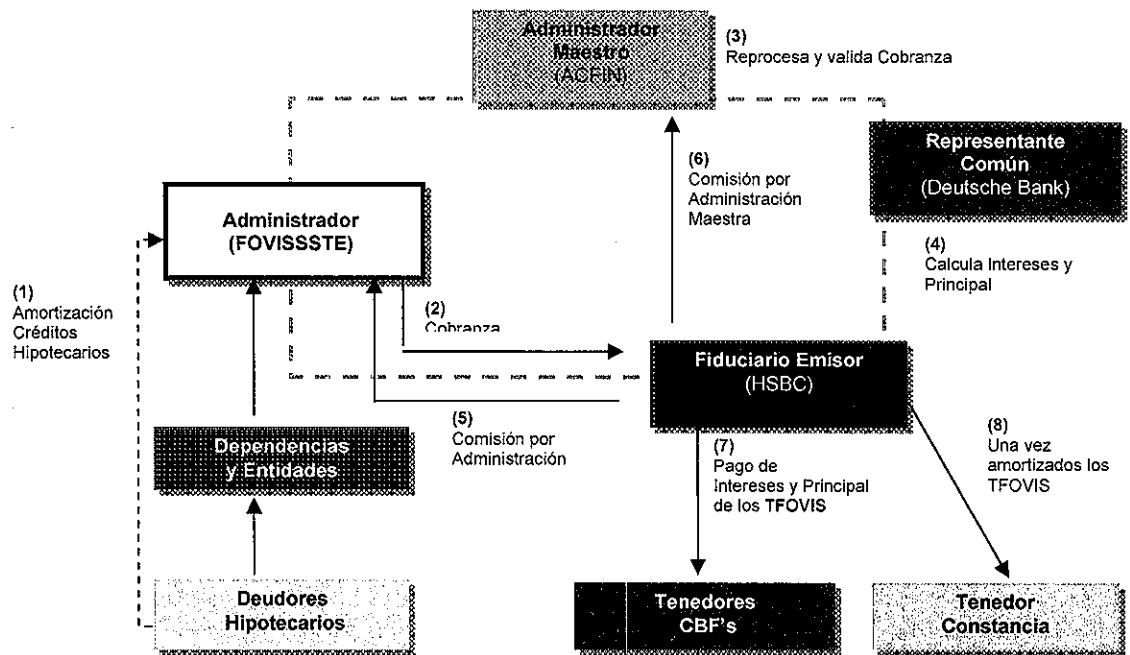 Administrador
Maestro
(ACFIN)
(3)
Reprocesa y valida Cobranza
Representante
Común
(Deutsche Bank)
(6)
Comisión por
Administración
Maestra
Administrador
(FOVISSSTE)
(4)
Calcula Intereses y
Principal
(1)
Amortización
Créditos
Hipotecarios
(2)
Cobranza
Fiduciario Emisor
(HSBC)
(5)
Comisión por
Administración
Dependencias
y Entidades
(7)
Pago de
Intereses y Principal
de los TFOVIS
(8)
Una vez
amortizados los
TFOVIS
Deudores
Hipotecarios
Tenedores
CBF's
Tenedor
Constancia